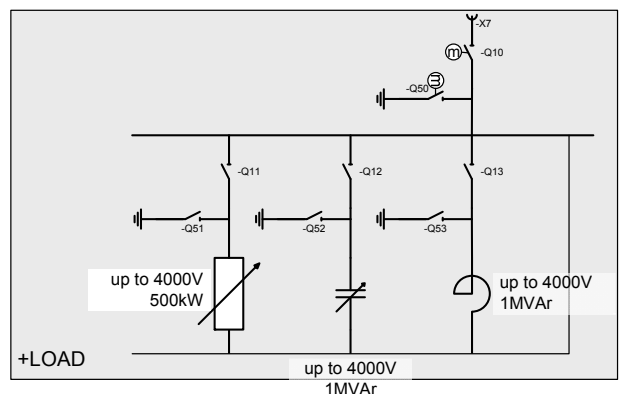 -X7
m
-Q10
m
-Q50
-Q11
-Q12
-Q13
-Q51
-Q52
-Q53
up to 4000V
500kW
up to 4000V
1MVAr
+LOAD
up to 4000V
1MVAr